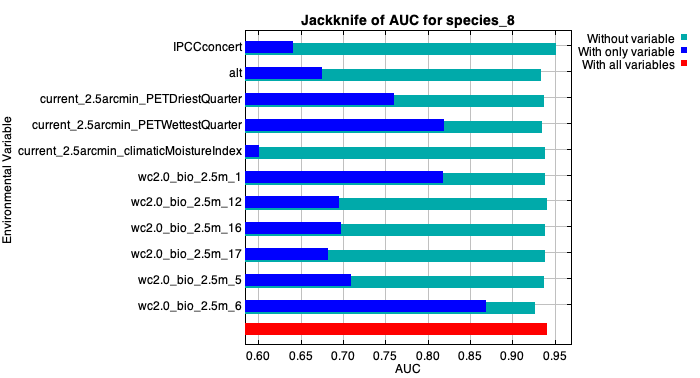 Jackknife of AUC for species_8
Without variable
With only variable
With all variables
Environmental Variable
IPCCconcert
alt
current_2.5arcmin_PETDriestQuarter
current_2.5arcmin_PETWettestQuarter
current_2.5arcmin_climaticMoistureIndex
wc2.0_bio_2.5m_1
wc2.0_bio_2.5m_12
wc2.0_bio_2.5m_16
wc2.0_bio_2.5m_17
wc2.0_bio_2.5m_5
wc2.0_bio_2.5m_6
0.60 0.65 0.70 0.75 0.80 0.85 0.90 0.95
AUC